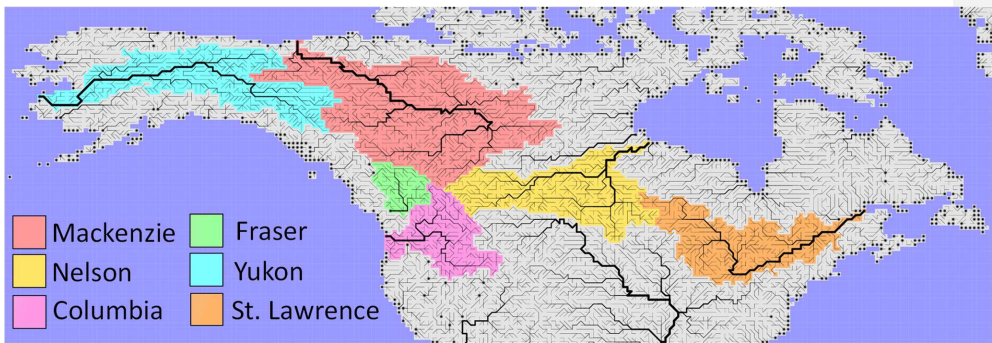 Mackenzie
Fraser
Nelson
Yukon
Columbia
St. Lawrence